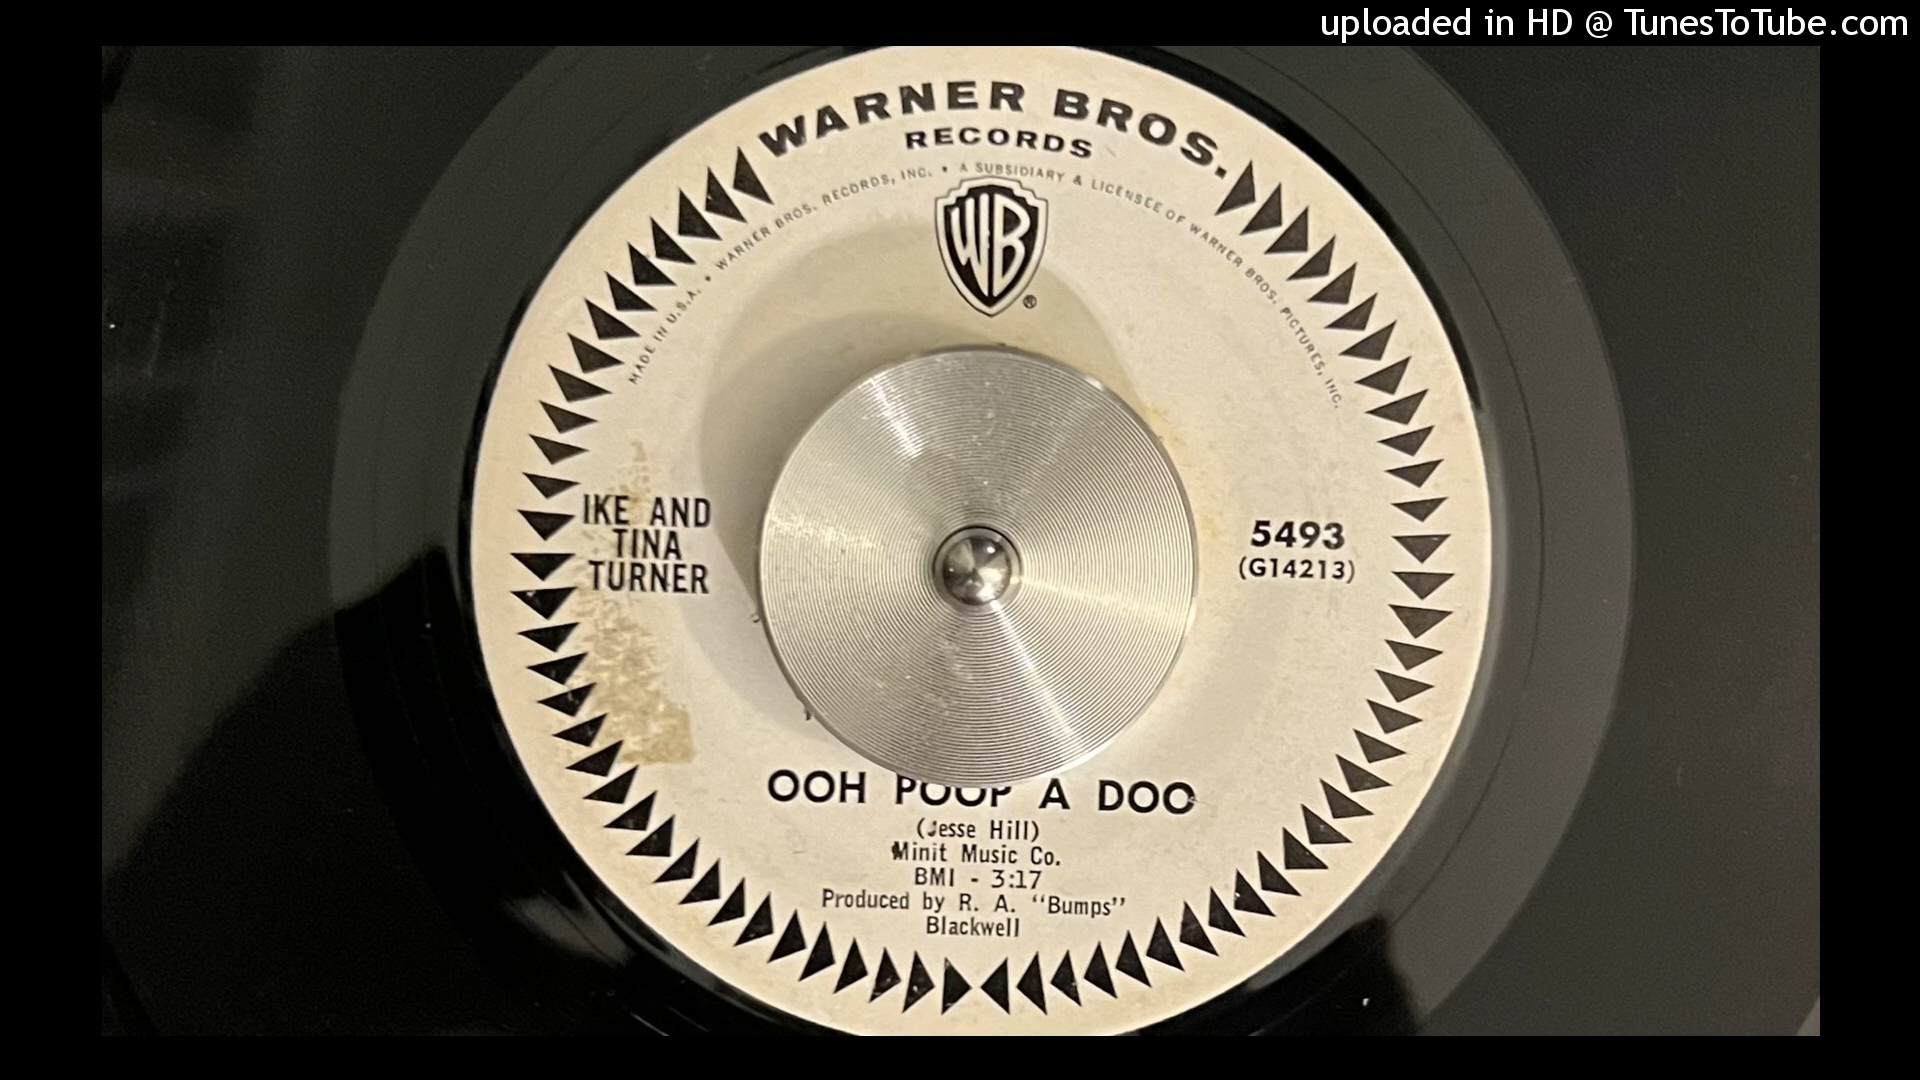 uploaded in HD @ TunesToTube.com
WARNER BROS.
RECORDS
MADE IN U.S.A. • WARNER BROS. RECORDS, INC. • A SUBSIDIARY & LICENSEE OF WARNER BROS. PICTURES, INC.
WB
®
IKE AND
TINA
TURNER
5493
(G14213)
OOH POOP A DOO
(Jesse Hill)
Minit Music Co.
BMI - 3:17
Produced by R. A. "Bumps"
Blackwell